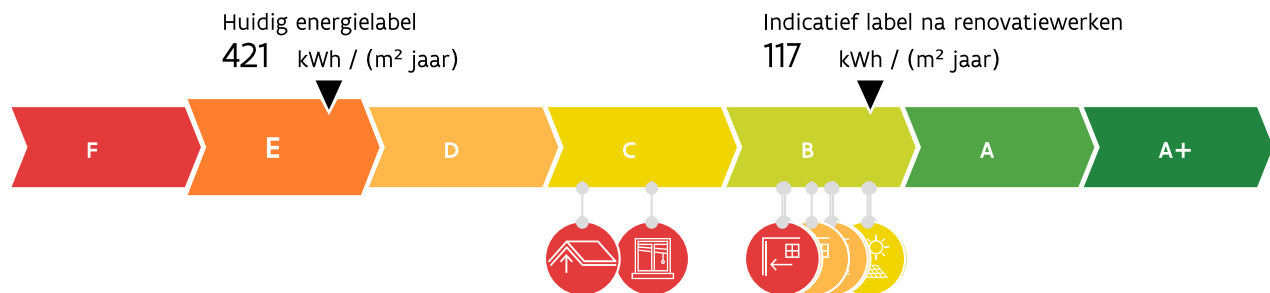 Huidig energielabel
421 kWh / (m² jaar)
Indicatief label na renovatiewerken
117 kWh / (m² jaar)
F
E
D
C
B
A
A+